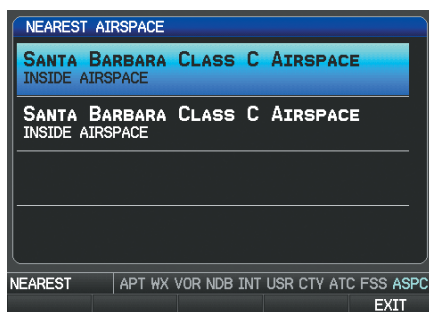 NEAREST AIRSPACE
SANTA BARBARA CLASS C AIRSPACE
INSIDE AIRSPACE
SANTA BARBARA CLASS C AIRSPACE
INSIDE AIRSPACE
NEAREST APT WX VOR NDB INT USR CTY ATC FSS ASPC
EXIT